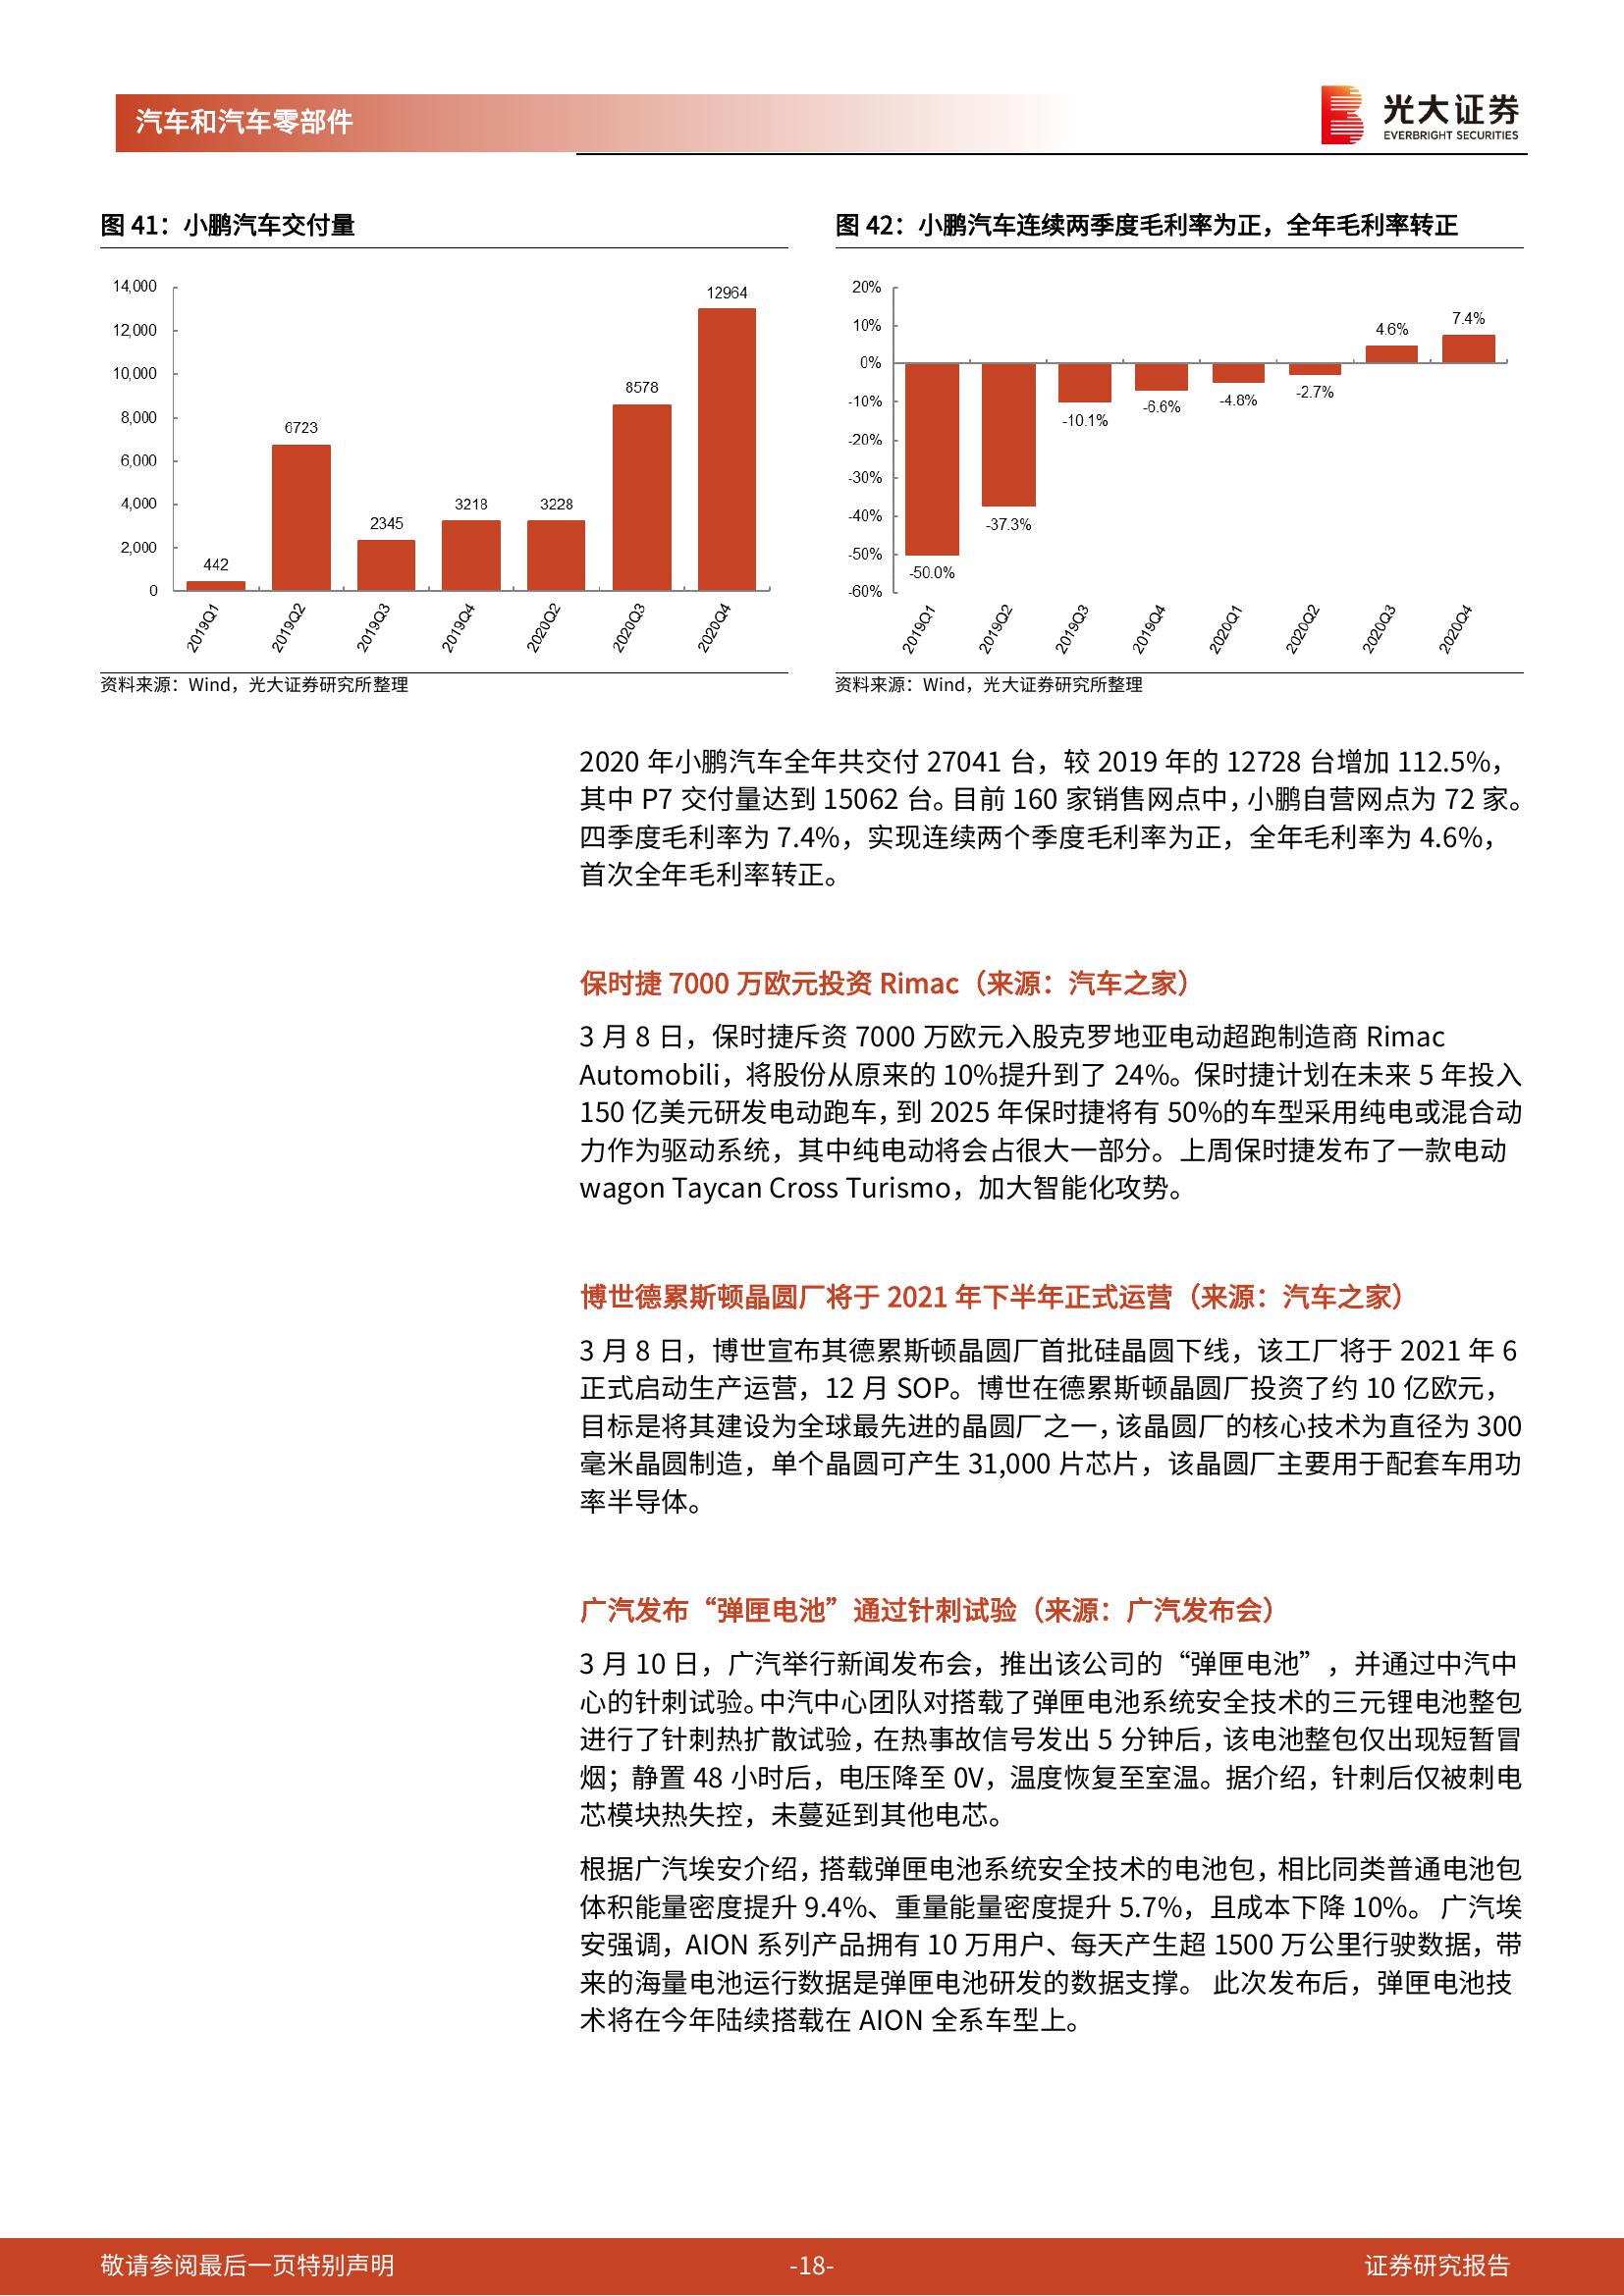 汽车和汽车零部件
光大证券
EVERBRIGHT SECURITIES
图 41：小鹏汽车交付量
14,000
12,000
10,000
8,000
6,000
4,000
2,000
0
442
6723
2345
3218
3228
8578
12964
2019Q1
2019Q2
2019Q3
2019Q4
2020Q2
2020Q3
2020Q4
资料来源：Wind，光大证券研究所整理
图 42：小鹏汽车连续两季度毛利率为正，全年毛利率转正
20%
10%
0%
-10%
-20%
-30%
-40%
-50%
-60%
-50.0%
-37.3%
-10.1%
-6.6%
-4.8%
-2.7%
4.6%
7.4%
2019Q1
2019Q2
2019Q3
2019Q4
2020Q1
2020Q2
2020Q3
2020Q4
资料来源：Wind，光大证券研究所整理
2020 年小鹏汽车全年共交付 27041 台，较 2019 年的 12728 台增加 112.5%，
其中 P7 交付量达到 15062 台。目前 160 家销售网点中，小鹏自营网点为 72 家。
四季度毛利率为 7.4%，实现连续两个季度毛利率为正，全年毛利率为 4.6%，
首次全年毛利率转正。
保时捷 7000 万欧元投资 Rimac（来源：汽车之家）
3 月 8 日，保时捷斥资 7000 万欧元入股克罗地亚电动超跑制造商 Rimac
Automobili，将股份从原来的 10%提升到了 24%。保时捷计划在未来 5 年投入
150 亿美元研发电动跑车，到 2025 年保时捷将有 50%的车型采用纯电或混合动
力作为驱动系统，其中纯电动将会占很大一部分。上周保时捷发布了一款电动
wagon Taycan Cross Turismo，加大智能化攻势。
博世德累斯顿晶圆厂将于 2021 年下半年正式运营（来源：汽车之家）
3 月 8 日，博世宣布其德累斯顿晶圆厂首批硅晶圆下线，该工厂将于 2021 年 6
正式启动生产运营，12 月 SOP。博世在德累斯顿晶圆厂投资了约 10 亿欧元，
目标是将其建设为全球最先进的晶圆厂之一，该晶圆厂的核心技术为直径为 300
毫米晶圆制造，单个晶圆可产生 31,000 片芯片，该晶圆厂主要用于配套车用功
率半导体。
广汽发布“弹匣电池”通过针刺试验（来源：广汽发布会）
3 月 10 日，广汽举行新闻发布会，推出该公司的“弹匣电池”，并通过中汽中
心的针刺试验。中汽中心团队对搭载了弹匣电池系统安全技术的三元锂电池整包
进行了针刺热扩散试验，在热事故信号发出 5 分钟后，该电池整包仅出现短暂冒
烟；静置 48 小时后，电压降至 0V，温度恢复至室温。据介绍，针刺后仅被刺电
芯模块热失控，未蔓延到其他电芯。
根据广汽埃安介绍，搭载弹匣电池系统安全技术的电池包，相比同类普通电池包
体积能量密度提升 9.4%、重量能量密度提升 5.7%，且成本下降 10%。 广汽埃
安强调，AION 系列产品拥有 10 万用户、每天产生超 1500 万公里行驶数据，带
来的海量电池运行数据是弹匣电池研发的数据支撑。 此次发布后，弹匣电池技
术将在今年陆续搭载在 AION 全系车型上。
敬请参阅最后一页特别声明
-18-
证券研究报告